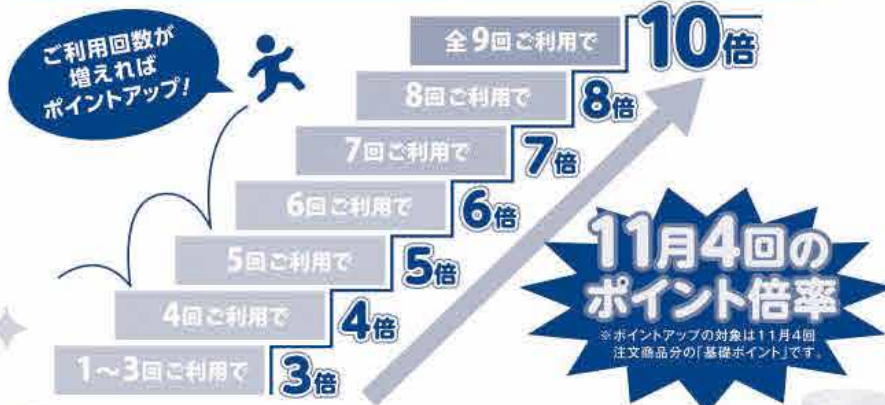 ご利用回数が
増えれば
ポイントアップ!
全9回ご利用で
10倍
8回ご利用で
8倍
7回ご利用で
7倍
6回ご利用で
6倍
5回ご利用で
5倍
4回ご利用で
4倍
1〜3回ご利用で
3倍
11月4回の
ポイント倍率
※ポイントアップの対象は11月4回
注文商品分の「基礎ポイント」です。